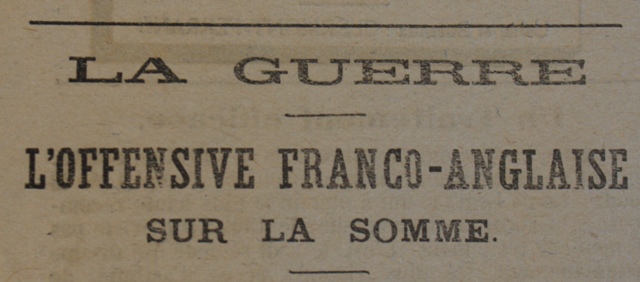 LA GUERRE
L'OFFENSIVE FRANCO-ANGLAISE
SUR LA SOMME.